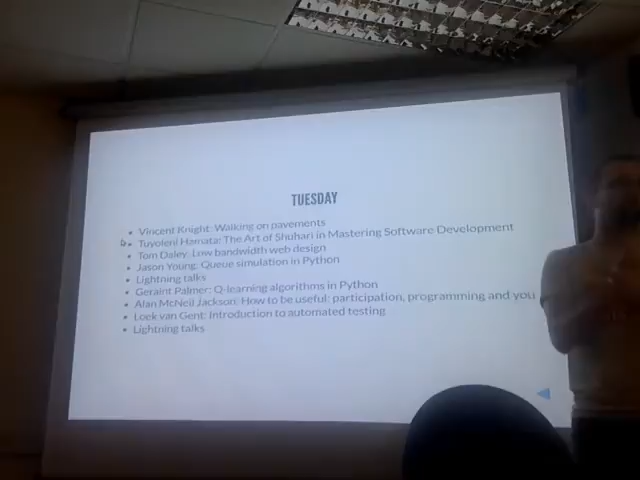 TUESDAY
Vincent Knight: Walking on pavements
Tuyoleni Hamata: The Art of Shuhari in Mastering Software Development
Tom Daley: Low bandwidth web design
Jason Young: Queue simulation in Python
Lightning talks
Geraint Palmer: Q-learning algorithms in Python
Alan McNeil Jackson: How to be useful: participation, programming and you
Loek van Gent: Introduction to automated testing
Lightning talks